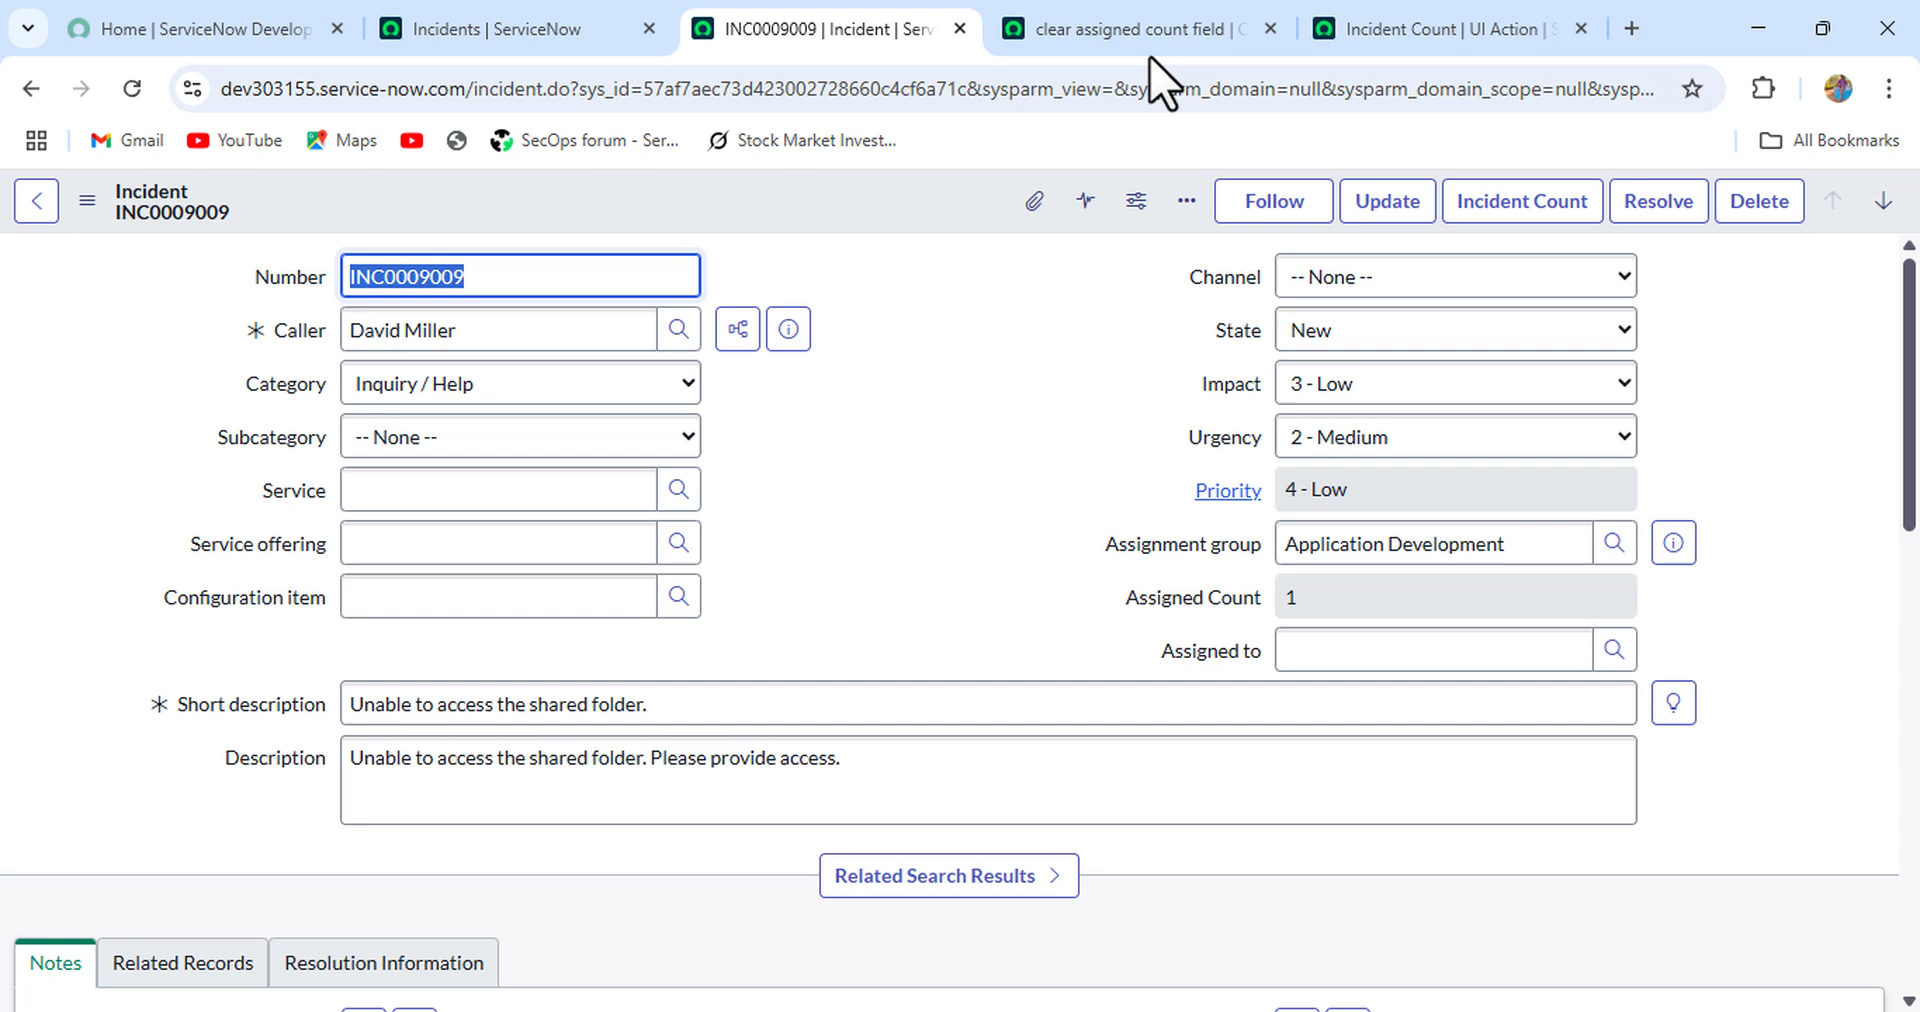 Home | ServiceNow Develop
Incidents | ServiceNow
INC0009009 | Incident | Serv
clear assigned count field | C
Incident Count | UI Action | S
dev303155.service-now.com/incident.do?sys_id=57af7aec73d423002728660c4cf6a71c&sysparm_view=&sysparm_domain=null&sysparm_domain_scope=null&sysp...
Gmail
YouTube
Maps
SecOps forum - Ser...
Stock Market Invest...
All Bookmarks
Incident
INC0009009
Follow
Update
Incident Count
Resolve
Delete
Number
INC0009009
Channel
-- None --
Caller
David Miller
State
New
Category
Inquiry / Help
Impact
3 - Low
Subcategory
-- None --
Urgency
2 - Medium
Service
Priority
4 - Low
Service offering
Assignment group
Application Development
Configuration item
Assigned Count
1
Assigned to
Short description
Unable to access the shared folder.
Description
Unable to access the shared folder. Please provide access.
Related Search Results
Notes
Related Records
Resolution Information